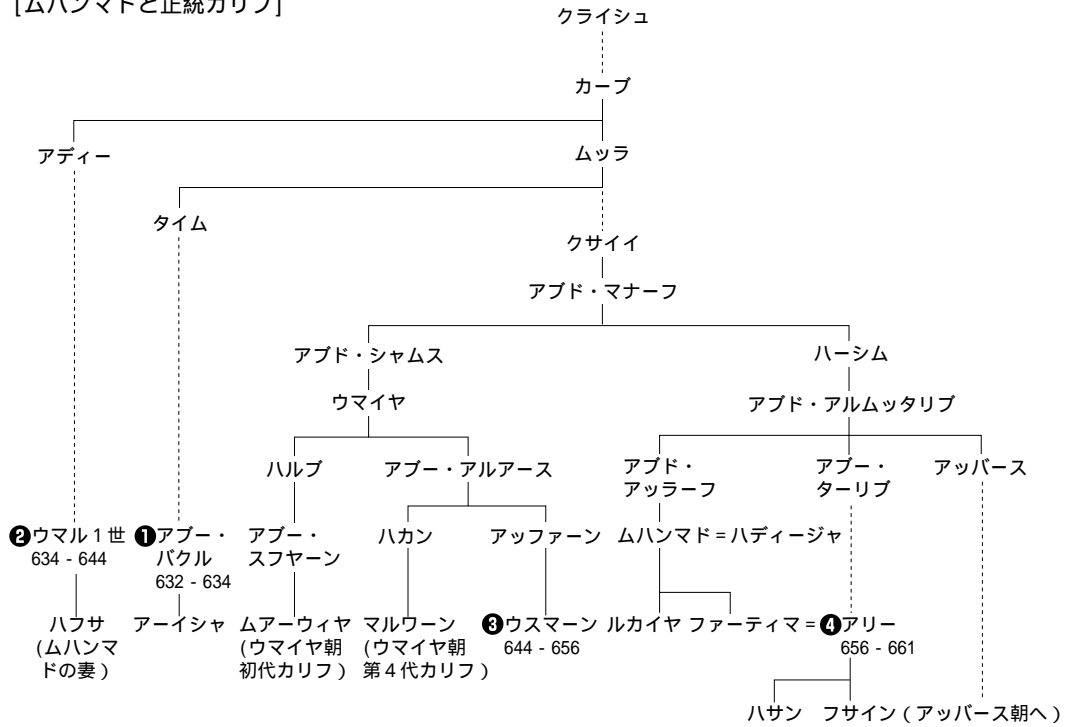 [ムハンマドと正統カリフ]
クライシュ
カーブ
アディー
ムッラ
タイム
クサイイ
アブド・マナーフ
アブド・シャムス
ハーシム
ウマイヤ
アブド・アルムッタリブ
ハルブ
アブー・アルアース
アブド・
アッラーフ
アブー・
ターリブ
アッバース
❷ウマル1世
634 - 644
❶アブー・
バクル
632 - 634
アブー・
スフヤーン
ハカン
アッファーン
ムハンマド=ハディージャ
ハフサ
(ムハンマ
ドの妻)
アーイシャ
ムアーウィヤ
(ウマイヤ朝
初代カリフ)
マルワーン
(ウマイヤ朝
第4代カリフ)
❸ウスマーン
644 - 656
ルカイヤ
ファーティマ=❹アリー
656 - 661
ハサン
フサイン
(アッバース朝へ)